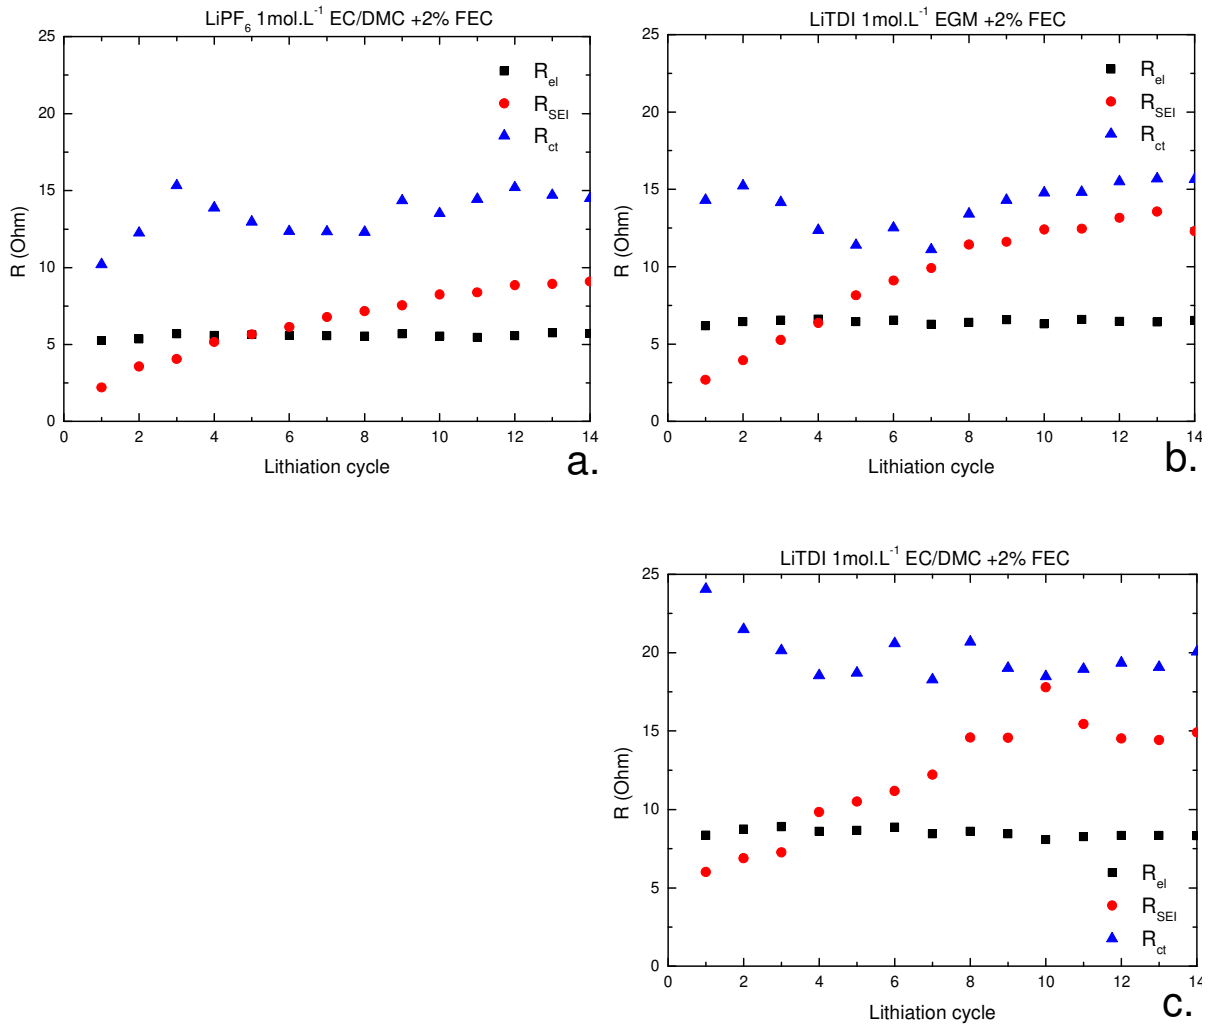 LiPF6 1mol.L-1 EC/DMC +2% FEC
25
20
15
10
5
0
R (Ohm)
Rel
RSEI
Rct
0 2 4 6 8 10 12 14
Lithiation cycle
a.
LiTDI 1mol.L-1 EGM +2% FEC
25
20
15
10
5
0
R (Ohm)
Rel
RSEI
Rct
0 2 4 6 8 10 12 14
Lithiation cycle
b.
LiTDI 1mol.L-1 EC/DMC +2% FEC
25
20
15
10
5
0
R (Ohm)
Rel
RSEI
Rct
0 2 4 6 8 10 12 14
Lithiation cycle
c.